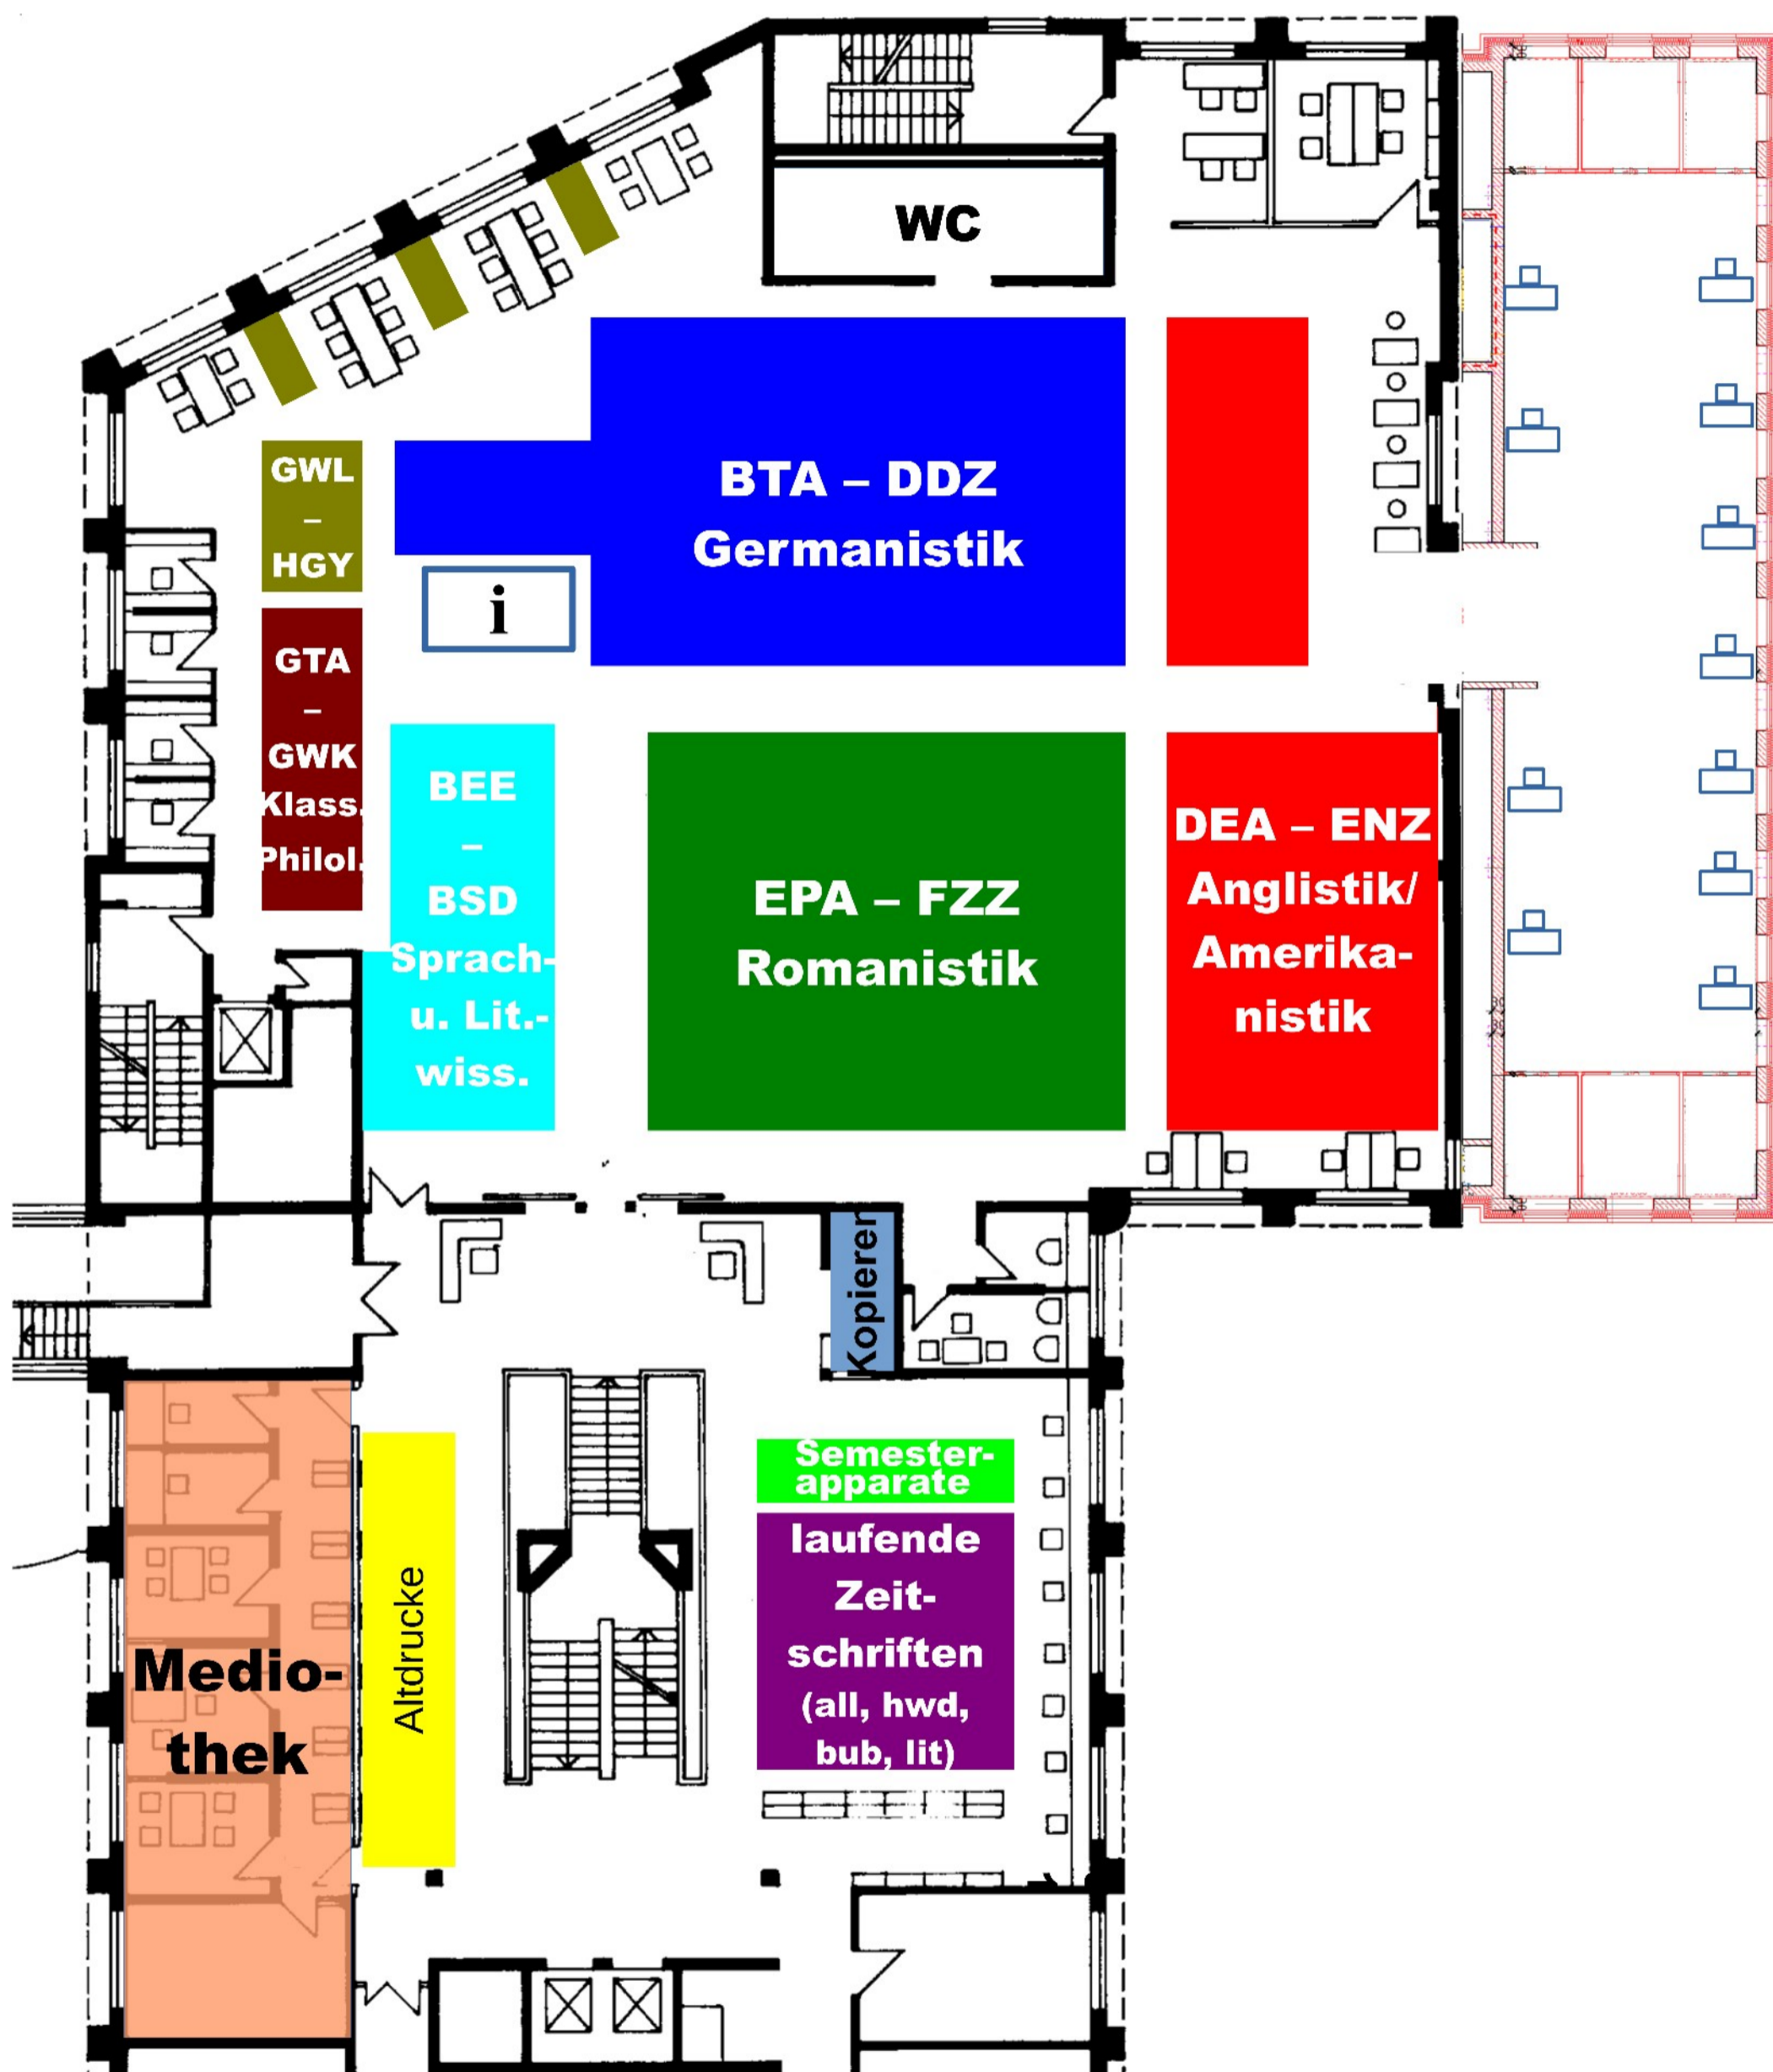 WC
GWL
–
HGY
BTA – DDZ
Germanistik
i
GTA
–
GWK
Klass.
Philol.
BEE
–
BSD
Sprach-
u. Lit.-
wiss.
EPA – FZZ
Romanistik
DEA – ENZ
Anglistik/
Amerika-
nistik
Kopieren
Semester-
apparate
laufende
Zeit-
schriften
(all, hwd,
bub, lit)
Altdrucke
Medio-
thek